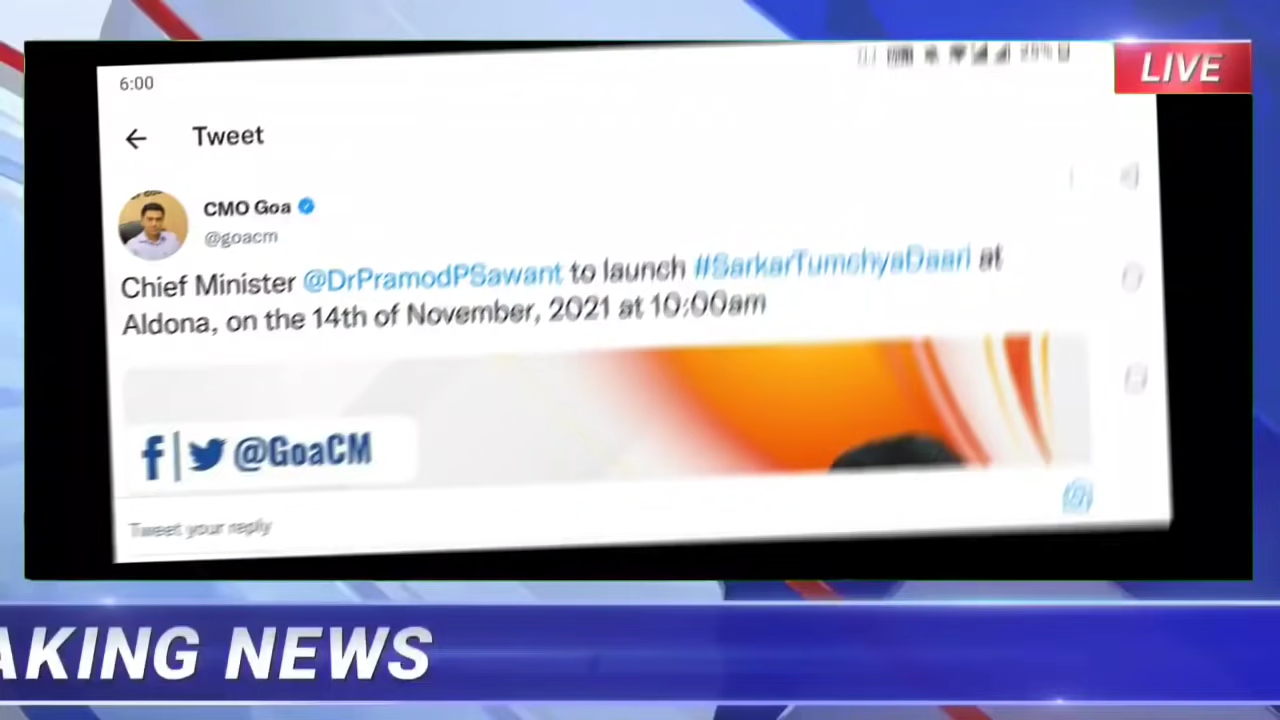 LIVE
6:00
Tweet
CMO Goa
@goacm
Chief Minister @DrPramodPSawant to launch #SarkarTumchyaDaari at
Aldona, on the 14th of November, 2021 at 10:00am
@GoaCM
Tweet your reply
AKING NEWS